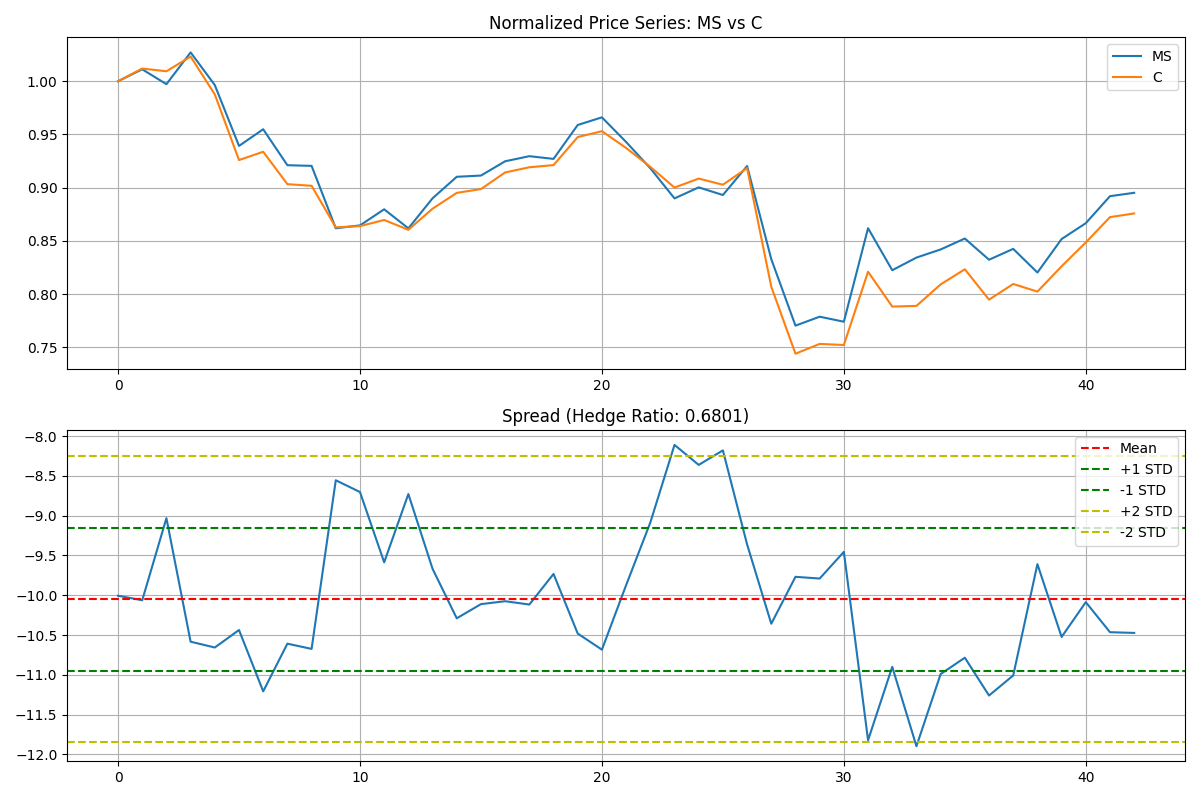 Normalized Price Series: MS vs C
MS
C
1.00
0.95
0.90
0.85
0.80
0.75
0 10 20 30 40
Spread (Hedge Ratio: 0.6801)
Mean
+1 STD
-1 STD
+2 STD
-2 STD
−8.0
−8.5
−9.0
−9.5
−10.0
−10.5
−11.0
−11.5
−12.0
0 10 20 30 40